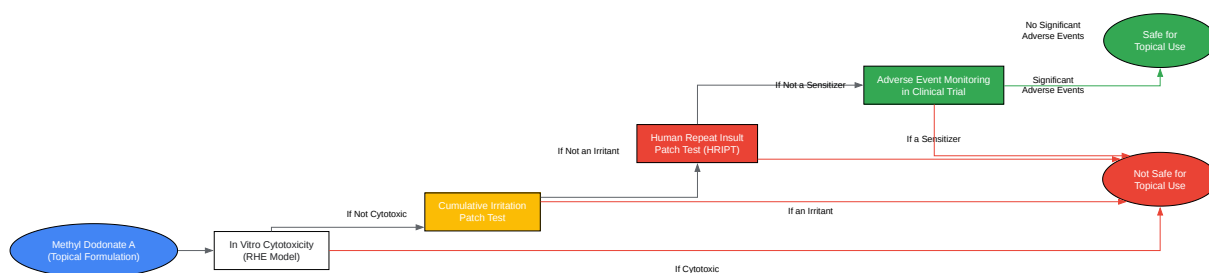 No Significant
Adverse Events
Safe for
Topical Use
Adverse Event Monitoring
in Clinical Trial
Significant
Adverse Events
If Not a Sensitizer
Human Repeat Insult
Patch Test (HRIPT)
If a Sensitizer
If Not an Irritant
Not Safe for
Topical Use
Cumulative Irritation
Patch Test
If an Irritant
If Not Cytotoxic
Methyl Dodonate A
(Topical Formulation)
In Vitro Cytotoxicity
(RHE Model)
If Cytotoxic